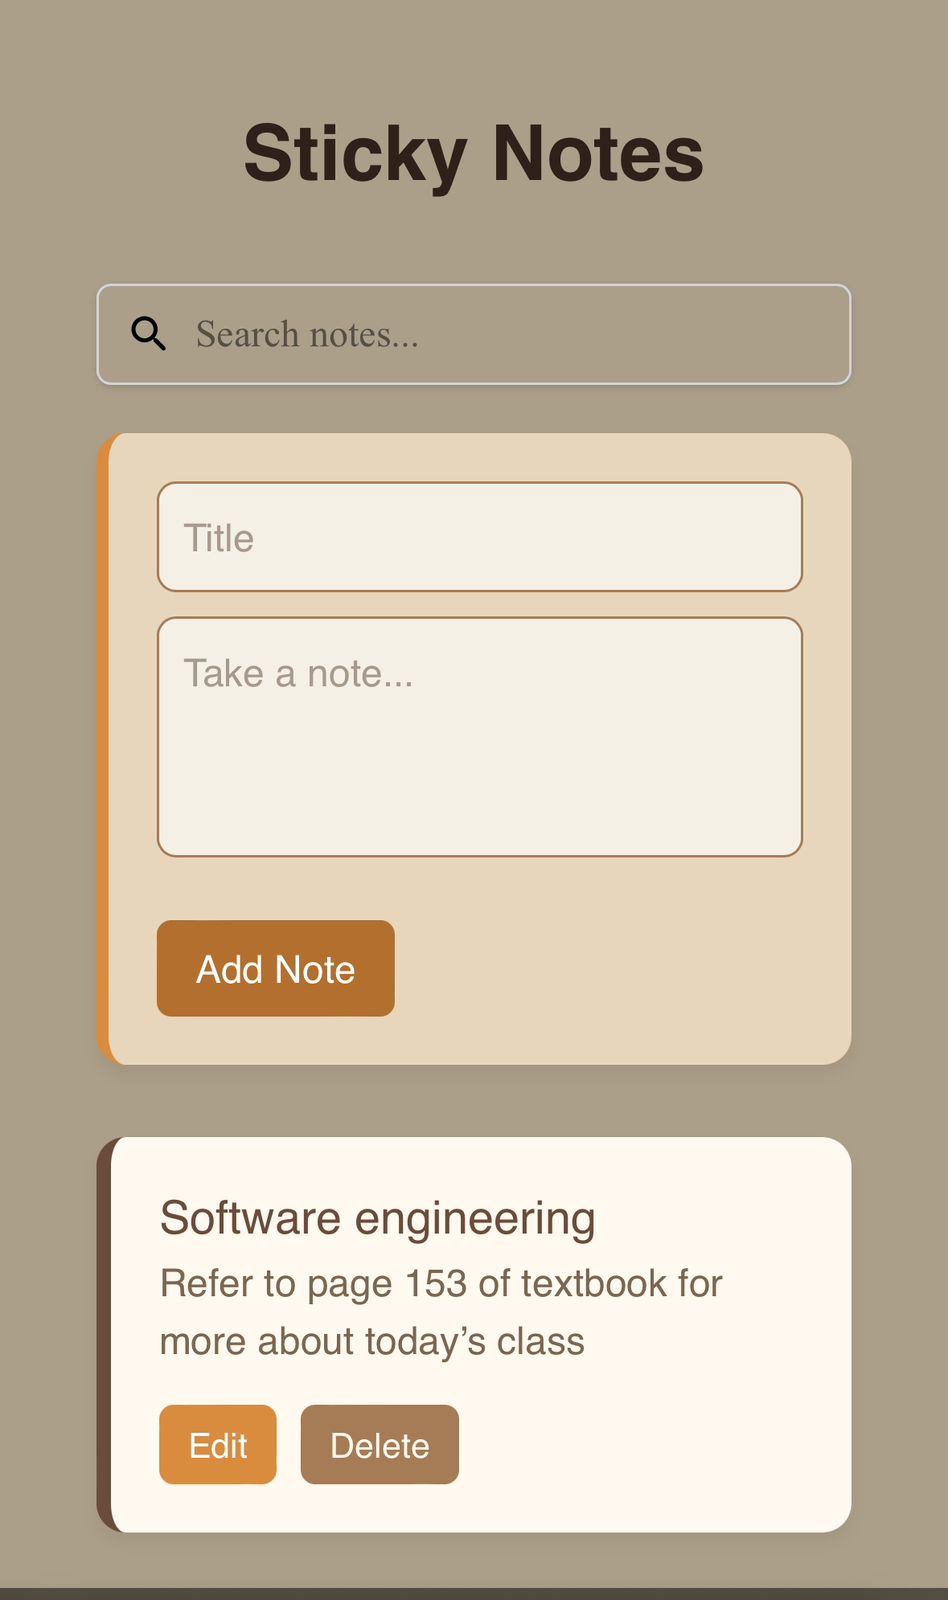 Sticky Notes
Search notes...
Title
Take a note...
Add Note
Software engineering
Refer to page 153 of textbook for
more about today’s class
Edit Delete